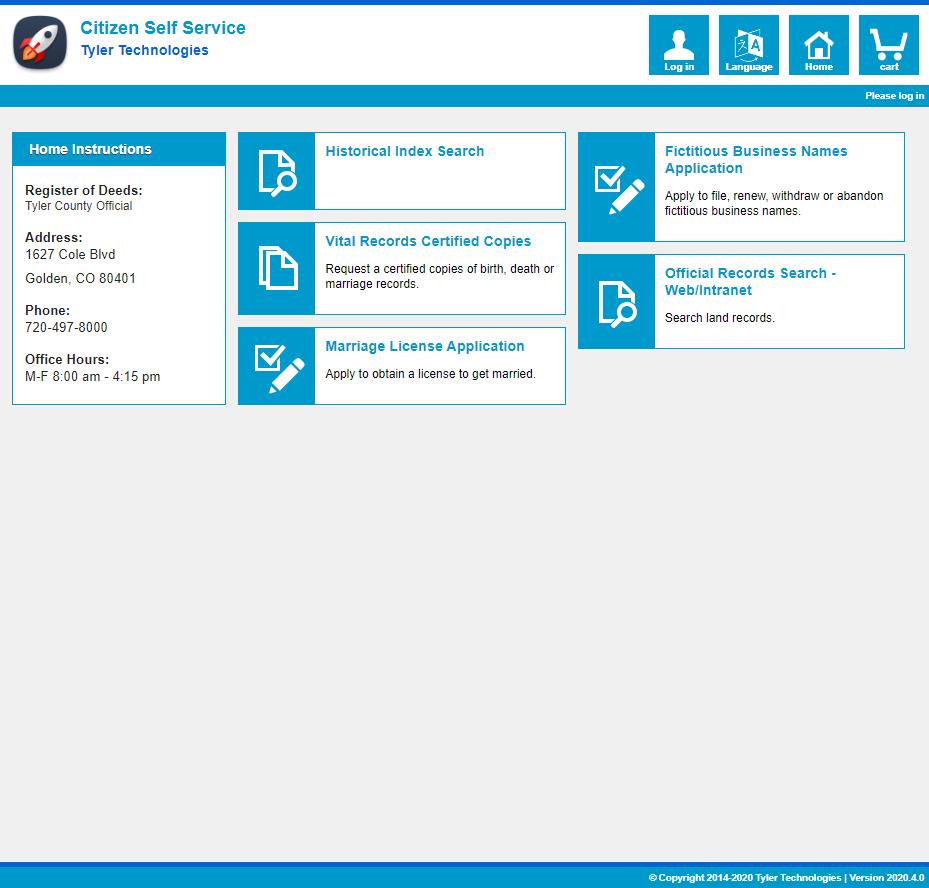 Citizen Self Service
Tyler Technologies
Log in
Language
Home
cart
Please log in
Home Instructions
Register of Deeds:
Tyler County Official
Address:
1627 Cole Blvd
Golden, CO 80401
Phone:
720-497-8000
Office Hours:
M-F 8:00 am - 4:15 pm
Historical Index Search
Vital Records Certified Copies
Request a certified copies of birth, death or
marriage records.
Marriage License Application
Apply to obtain a license to get married.
Fictitious Business Names
Application
Apply to file, renew, withdraw or abandon
fictitious business names.
Official Records Search -
Web/Intranet
Search land records.
© Copyright 2014-2020 Tyler Technologies | Version 2020.4.0